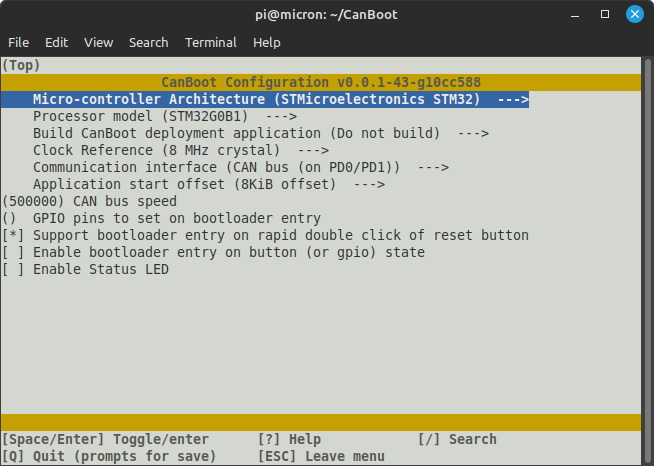 pi@micron: ~/CanBoot
File Edit View Search Terminal Help
(Top)
CanBoot Configuration v0.0.1-43-g10cc588
Micro-controller Architecture (STMicroelectronics STM32)  --->
Processor model (STM32G0B1)  --->
Build CanBoot deployment application (Do not build)  --->
Clock Reference (8 MHz crystal)  --->
Communication interface (CAN bus (on PD0/PD1))  --->
Application start offset (8KiB offset)  --->
(500000) CAN bus speed
()  GPIO pins to set on bootloader entry
[*] Support bootloader entry on rapid double click of reset button
[ ] Enable bootloader entry on button (or gpio) state
[ ] Enable Status LED
[Space/Enter] Toggle/enter      [?] Help            [/] Search
[Q] Quit (prompts for save)     [ESC] Leave menu